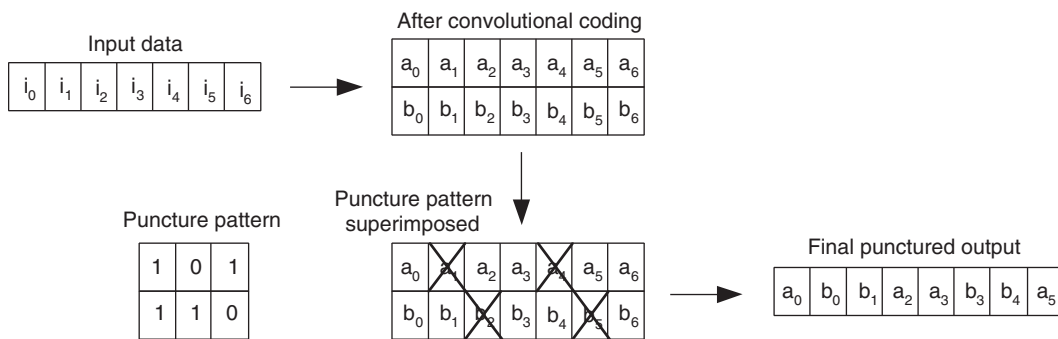 After convolutional coding
Input data
a0 a1 a2 a3 a4 a5 a6
i0 i1 i2 i3 i4 i5 i6
b0 b1 b2 b3 b4 b5 b6
Puncture pattern superimposed
Puncture pattern
Final punctured output
1 0 1
a0 a1 a2 a3 a4 a5 a6
a0 b0 b1 a2 a3 b3 b4 a5
1 1 0
b0 b1 b2 b3 b4 b5 b6